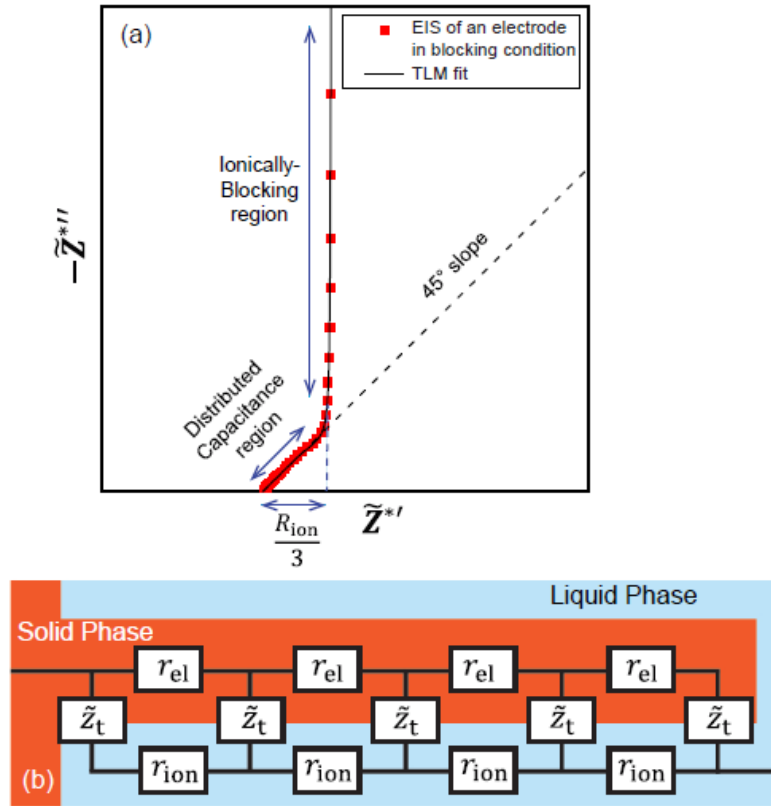 (a)
EIS of an electrode
in blocking condition
TLM fit
Ionically-
Blocking
region
−Z̃*′′
45° slope
Distributed
Capacitance
region
R_ion
3
Z̃*′
Liquid Phase
Solid Phase
r_el r_el r_el r_el
z̃_t z̃_t z̃_t z̃_t z̃_t
r_ion r_ion r_ion r_ion
(b)